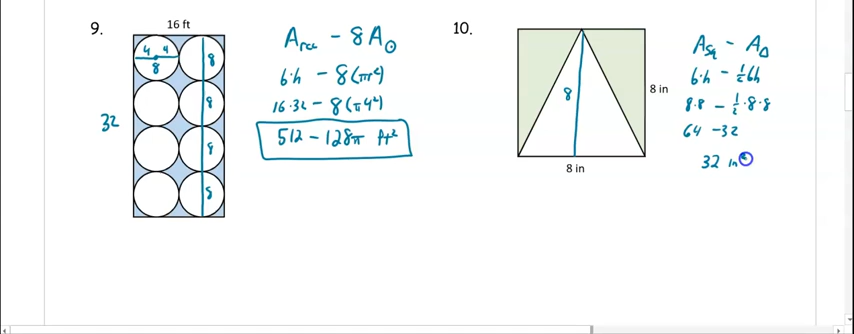 9.
16 ft
4 4
8
8
8
8
8
32
A rec - 8A⊙
b·h - 8(πr²)
16·32 - 8(π4²)
512 - 128π ft²
10.
8
8 in
8 in
A Sq - A △
b·h - ½bh
8·8 - ½·8·8
64 - 32
32 in²